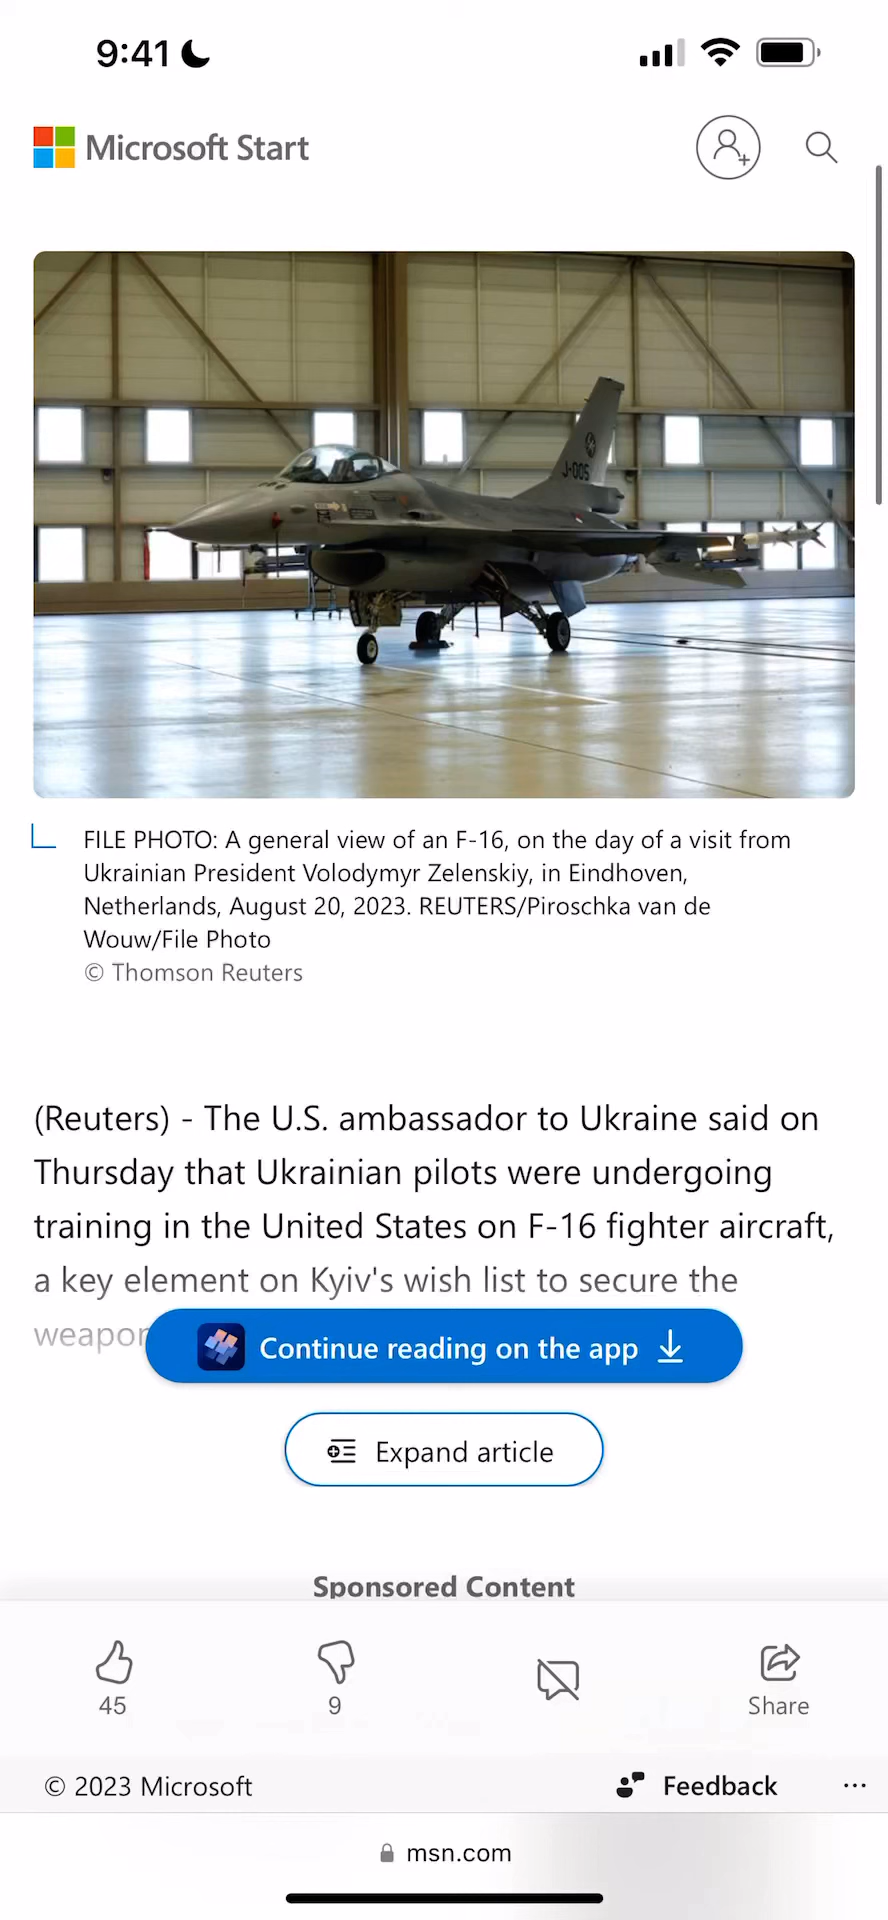 9:41
Microsoft Start
J-005
FILE PHOTO: A general view of an F-16, on the day of a visit from
Ukrainian President Volodymyr Zelenskiy, in Eindhoven,
Netherlands, August 20, 2023. REUTERS/Piroschka van de
Wouw/File Photo
© Thomson Reuters
(Reuters) - The U.S. ambassador to Ukraine said on
Thursday that Ukrainian pilots were undergoing
training in the United States on F-16 fighter aircraft,
a key element on Kyiv's wish list to secure the
weapon
Continue reading on the app
Expand article
Sponsored Content
45
9
Share
© 2023 Microsoft
Feedback
...
msn.com